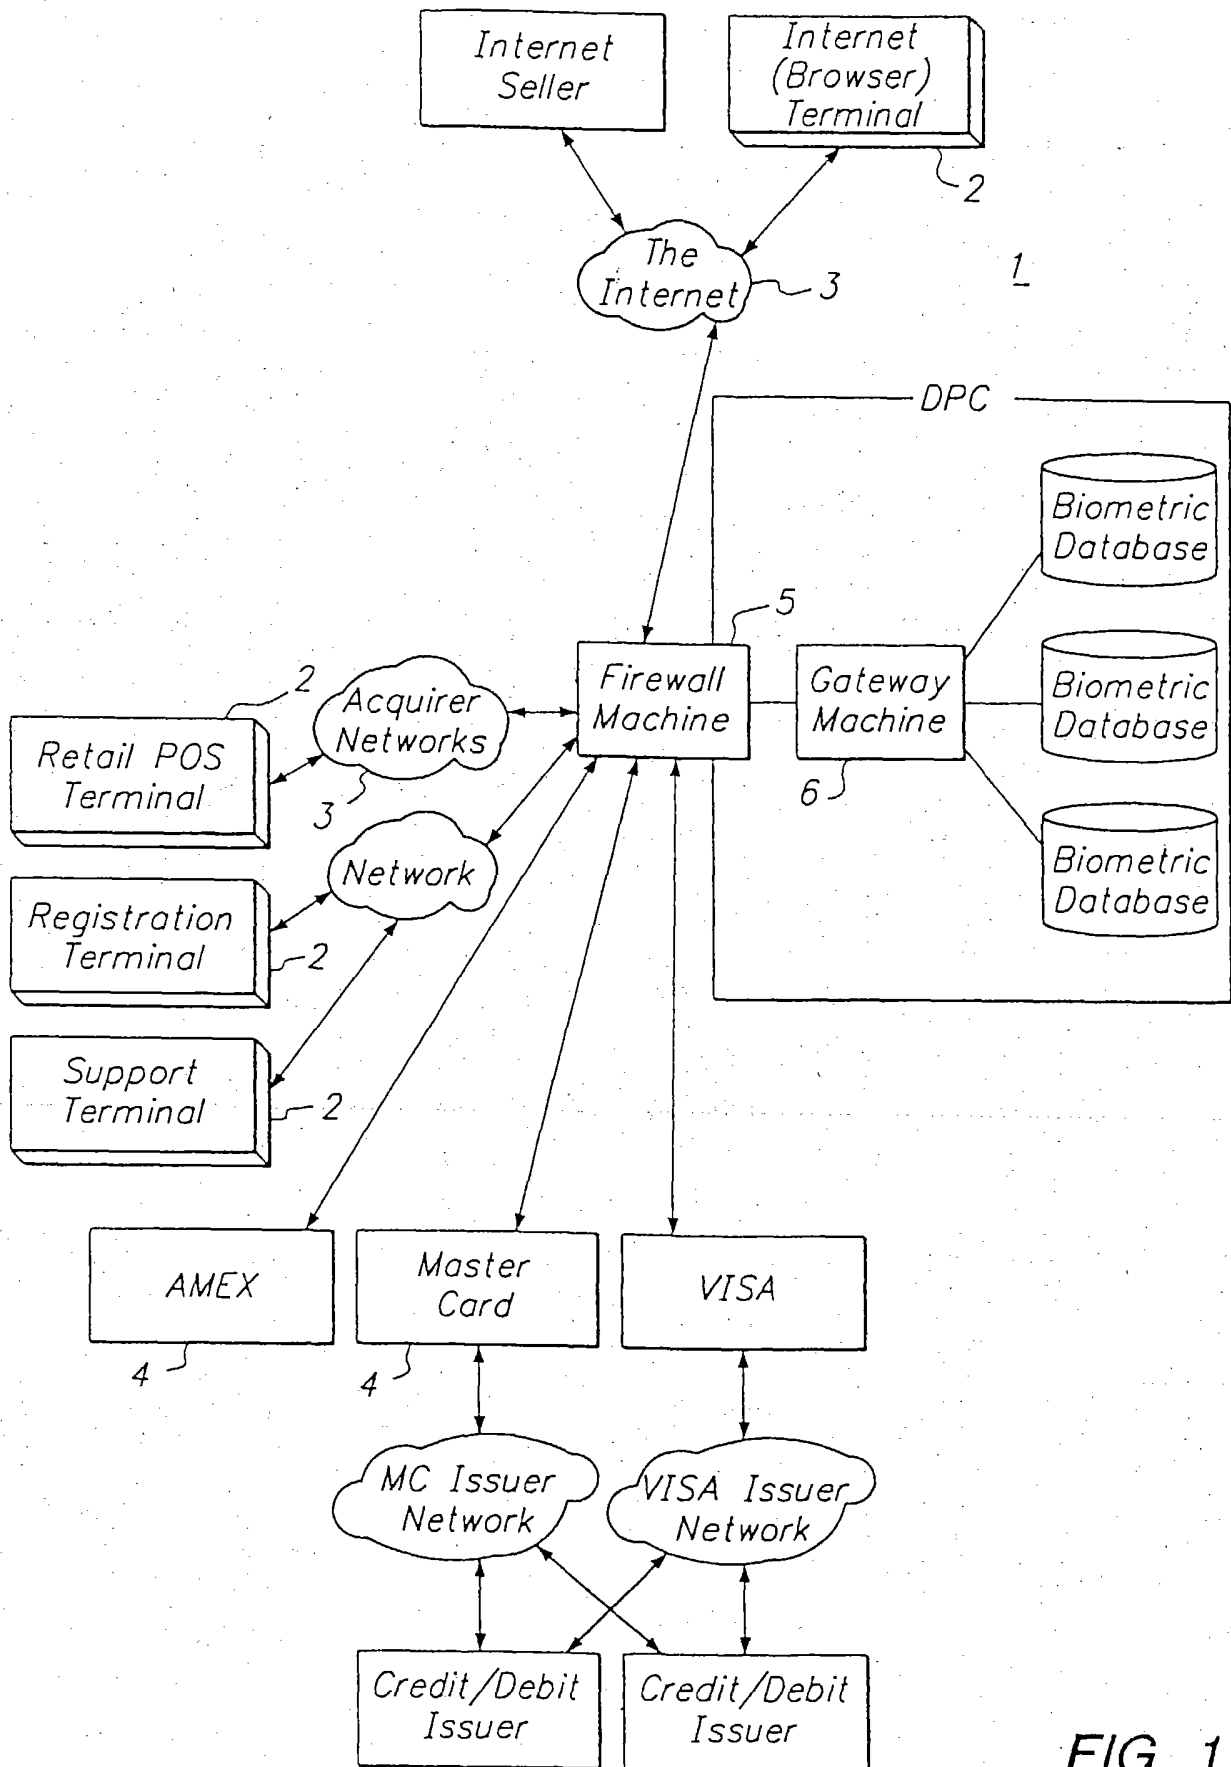 Internet
Seller
Internet
(Browser)
Terminal
2
The
Internet
3
1
DPC
Biometric
Database
5
Firewall
Machine
Gateway
Machine
6
Biometric
Database
Biometric
Database
2
Acquirer
Networks
3
Retail POS
Terminal
Network
Registration
Terminal
2
Support
Terminal
2
AMEX
4
Master
Card
4
VISA
MC Issuer
Network
VISA Issuer
Network
Credit/Debit
Issuer
Credit/Debit
Issuer
FIG. 1